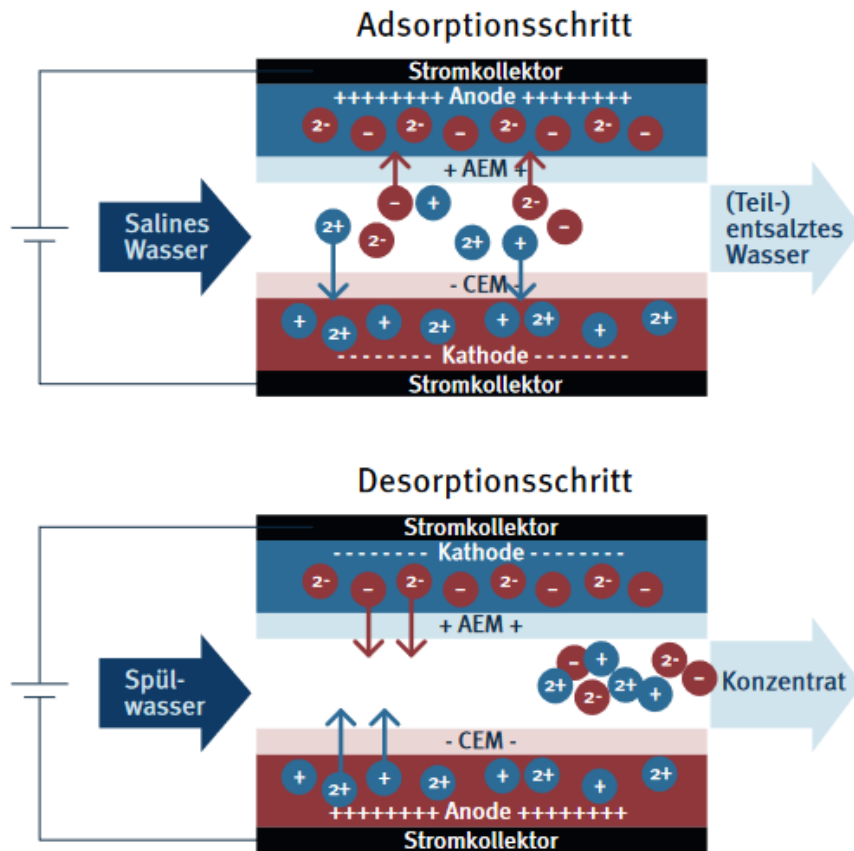 Adsorptionsschritt
Stromkollektor
++++++++ Anode ++++++++
2- – 2- – 2- – 2- –
+ AEM +
Salines
Wasser
– + 2-
2+ 2- 2+ + –
(Teil-)
entsalztes
Wasser
- CEM -
+ 2+ + 2+ + 2+ + 2+
-------- Kathode --------
Stromkollektor
Desorptionsschritt
Stromkollektor
-------- Kathode --------
2- – 2- – 2- – 2- –
+ AEM +
Spül-
wasser
– + 2- –
2+ 2- 2+ +
Konzentrat
- CEM -
+ 2+ + 2+ + 2+ + 2+
++++++++ Anode ++++++++
Stromkollektor